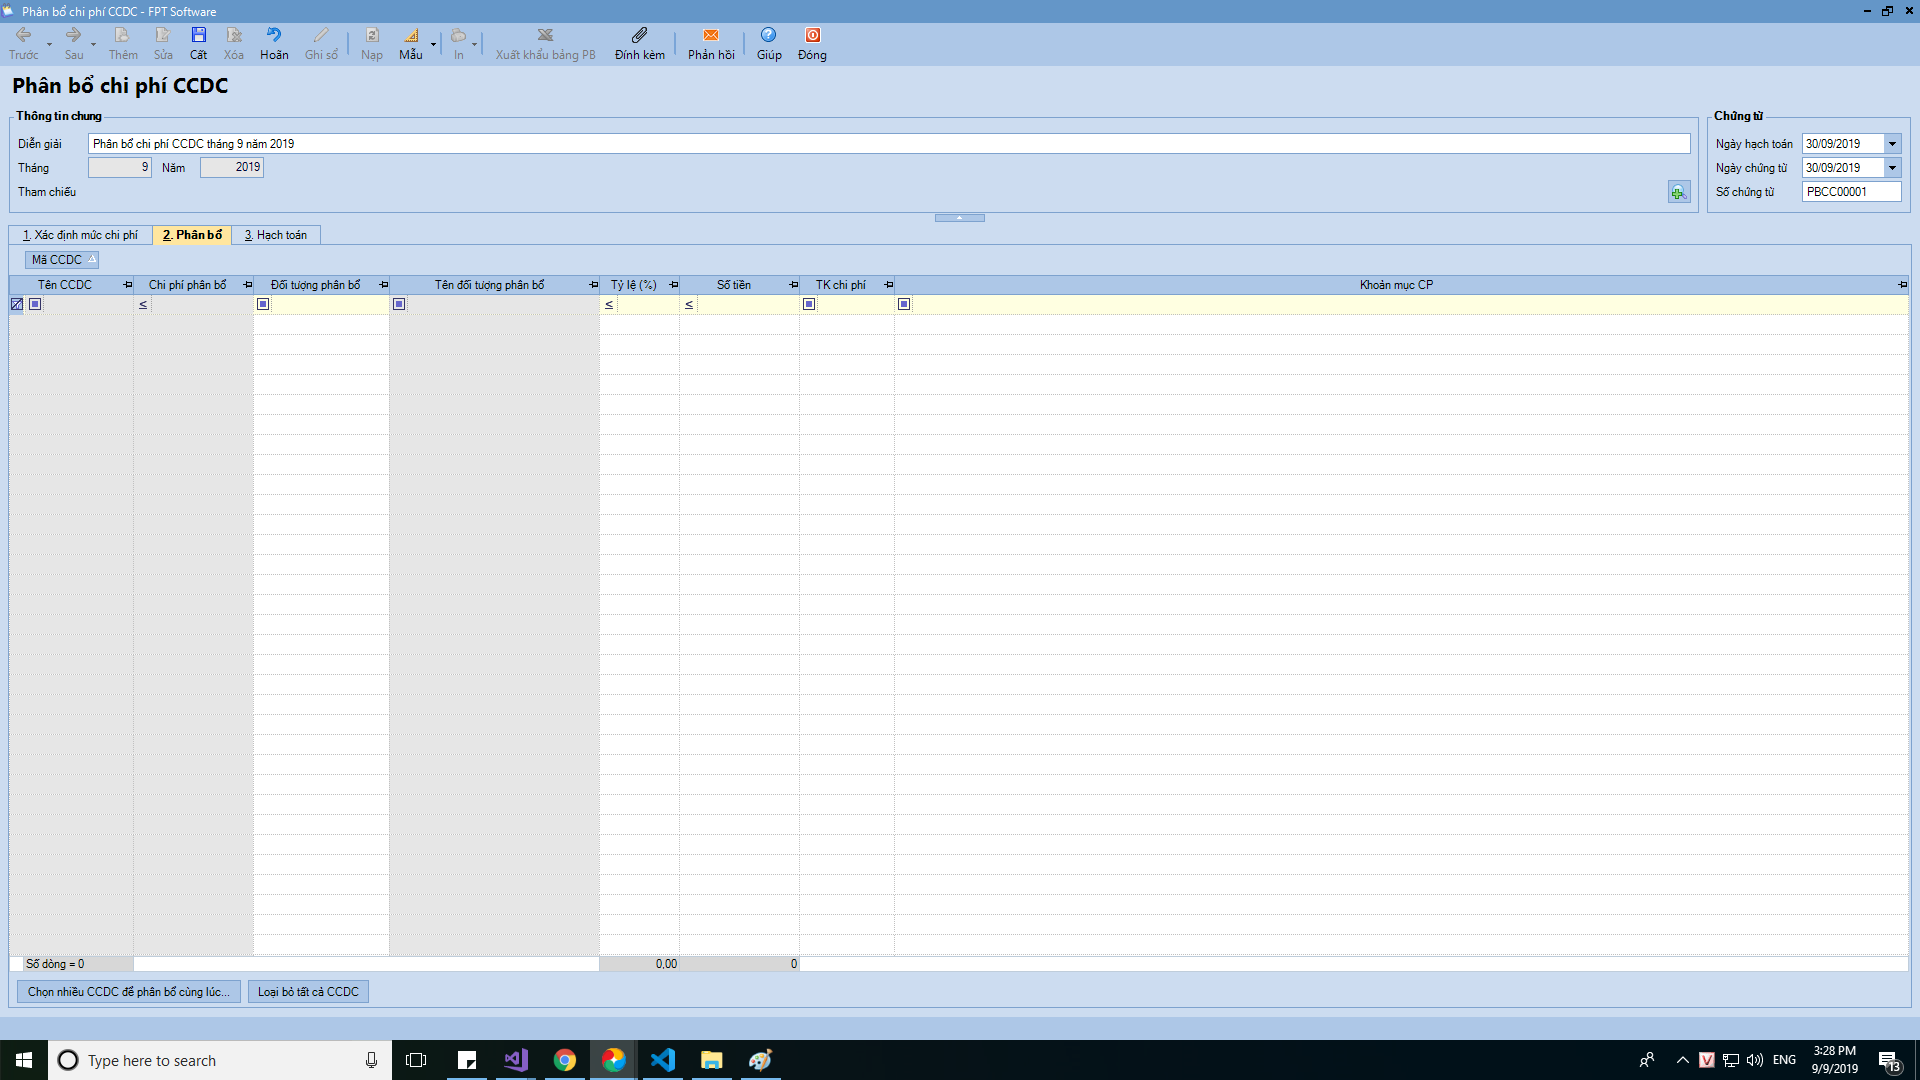 Phân bổ chi phí CCDC - FPT Software
Trước Sau Thêm Sửa Cất Xóa Hoãn Ghi sổ Nạp Mẫu In Xuất khẩu bảng PB Đính kèm Phản hồi Giúp Đóng
Phân bổ chi phí CCDC
Thông tin chung
Diễn giải Phân bổ chi phí CCDC tháng 9 năm 2019
Tháng 9 Năm 2019
Tham chiếu
Chứng từ
Ngày hạch toán 30/09/2019
Ngày chứng từ 30/09/2019
Số chứng từ PBCC00001
1. Xác định mức chi phí 2. Phân bổ 3. Hạch toán
Mã CCDC
Tên CCDC Chi phí phân bổ Đối tượng phân bổ Tên đối tượng phân bổ Tỷ lệ (%) Số tiền TK chi phí Khoản mục CP
≤ ≤ ≤
Số dòng = 0 0,00 0
Chọn nhiều CCDC để phân bổ cùng lúc... Loại bỏ tất cả CCDC
Type here to search
ENG
3:28 PM
9/9/2019
13